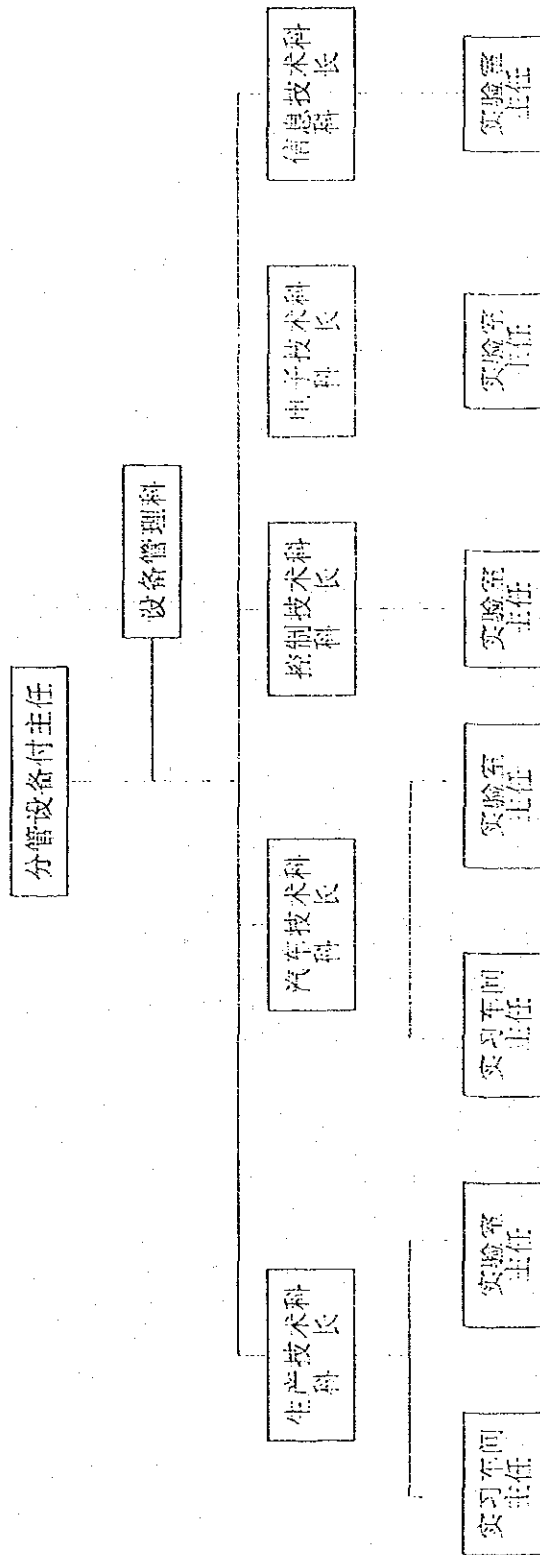 分管设备付主任
设备管理科
生产技术科
科 长
汽车技术科
科 长
控制技术科
科 长
电子技术科
科 长
信息技术科
科 长
实习车间
主任
实验室
主任
实习车间
主任
实验室
主任
实验室
主任
实验室
主任
实验室
主任